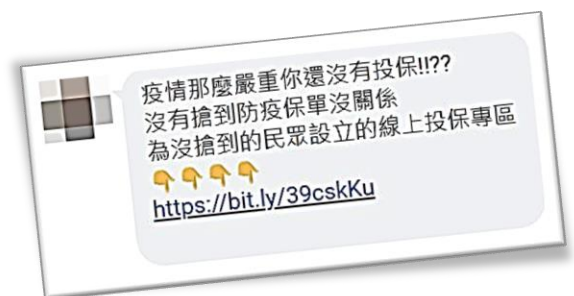 疫情那麼嚴重你還沒有投保!!??
沒有搶到防疫保單沒關係
為沒搶到的民眾設立的線上投保專區
👇👇👇👇
https://bit.ly/39cskKu